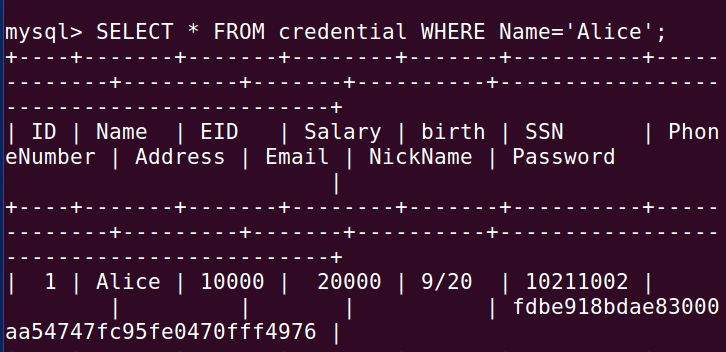 mysql> SELECT * FROM credential WHERE Name='Alice';
+----+-------+-------+--------+-------+----------+-----
--------+---------+-------+----------+------------------
-------------------------+
| ID | Name  | EID   | Salary | birth | SSN      | Phon
eNumber | Address | Email | NickName | Password
                         |
+----+-------+-------+--------+-------+----------+-----
--------+---------+-------+----------+------------------
-------------------------+
|  1 | Alice | 10000 |  20000 | 9/20  | 10211002 |
        |         |       |          | fdbe918bdae83000
aa54747fc95fe0470fff4976 |